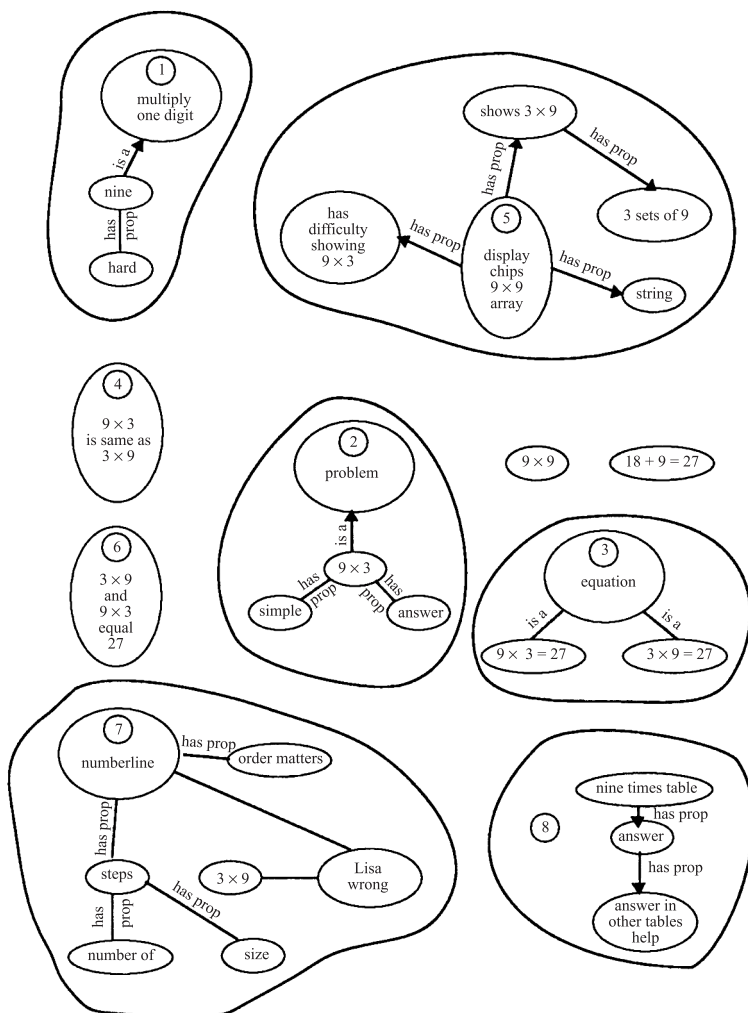 1
multiply
one digit
is a
nine
has
prop
hard
shows 3 × 9
has prop
has prop
3 sets of 9
has
difficulty
showing
9 × 3
has prop
5
display
chips
9 × 9
array
has prop
string
4
9 × 3
is same as
3 × 9
2
problem
is a
9 × 3
has
prop
has
prop
simple
answer
9 × 9
18 + 9 = 27
6
3 × 9
and
9 × 3
equal
27
3
equation
is a
is a
9 × 3 = 27
3 × 9 = 27
7
numberline
has prop
order matters
has prop
steps
3 × 9
Lisa
wrong
has
prop
has prop
number of
size
8
nine times table
has prop
answer
has prop
answer in
other tables
help